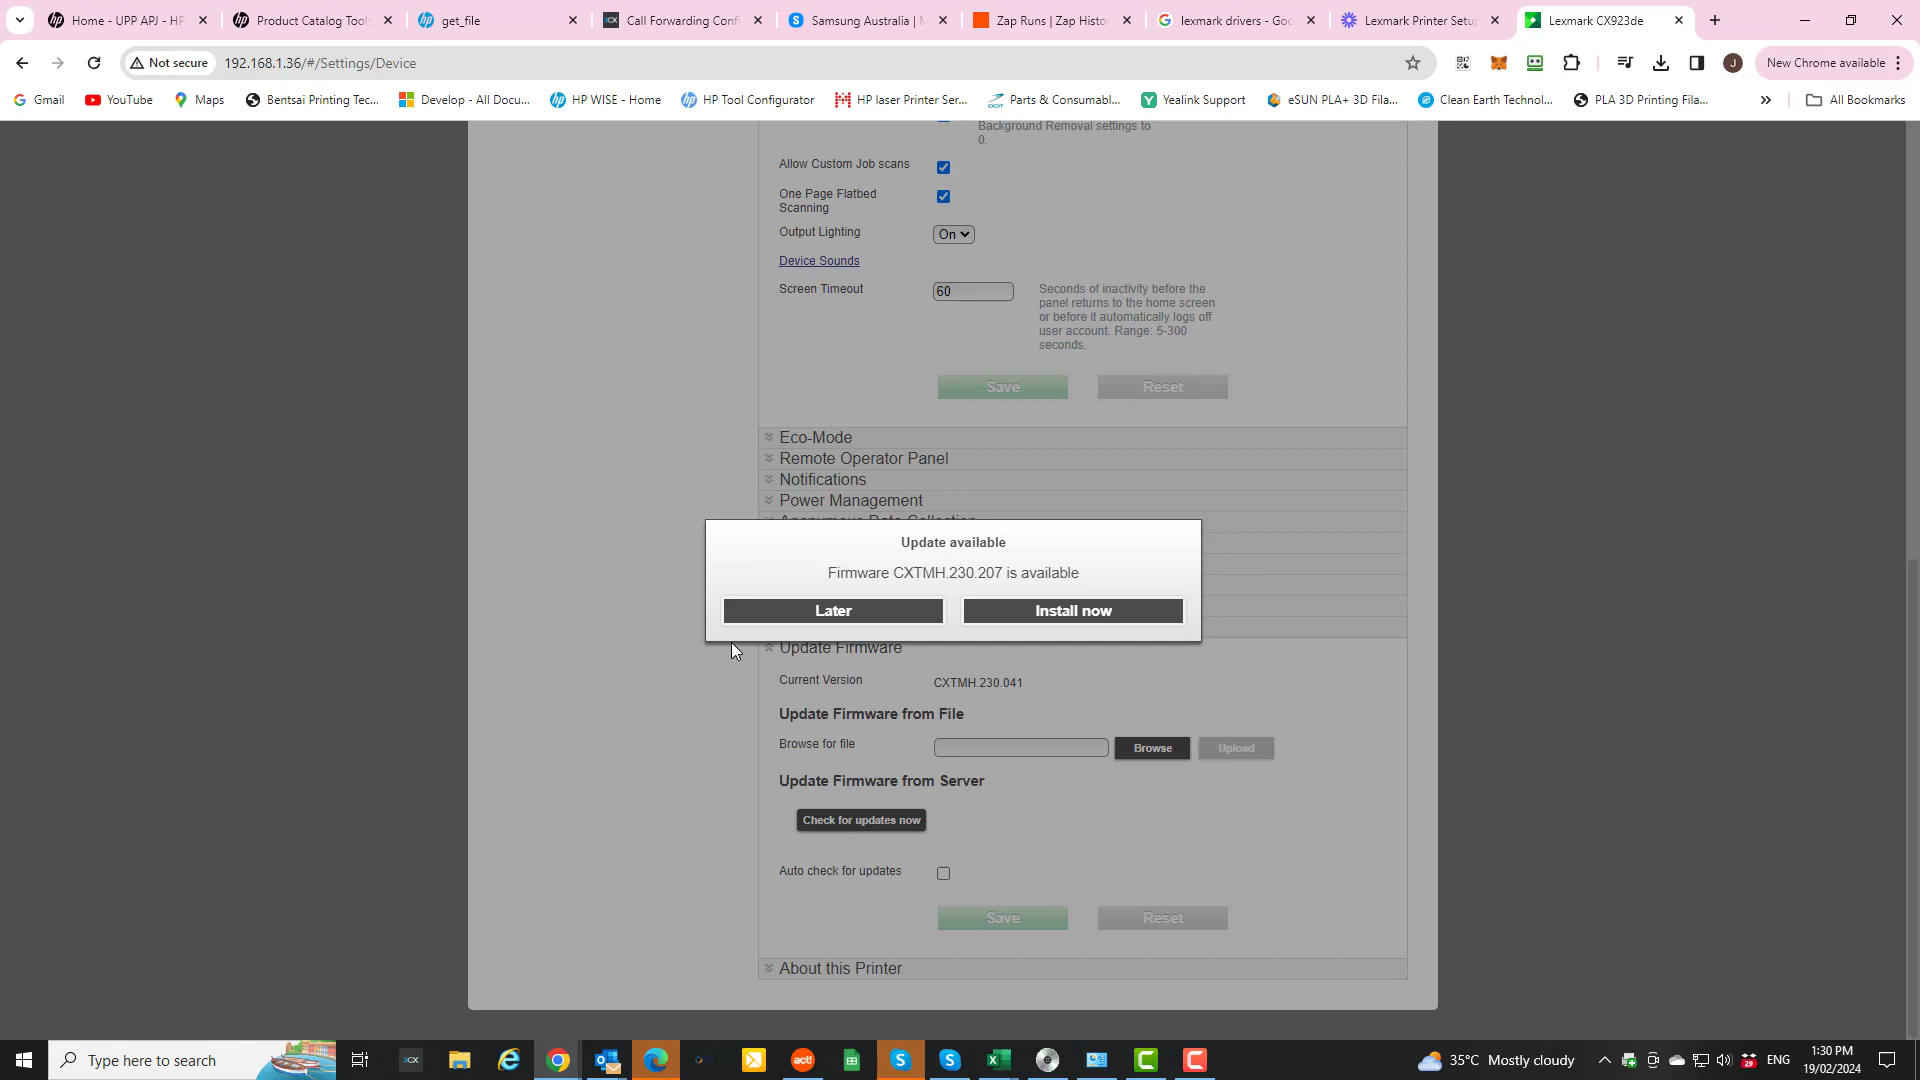 Home - UPP APJ - HP
Product Catalog Tools
get_file
Call Forwarding Confi
Samsung Australia | M
Zap Runs | Zap Histo
lexmark drivers - Goo
Lexmark Printer Setu
Lexmark CX923de
Not secure
192.168.1.36/#/Settings/Device
J
New Chrome available
Gmail
YouTube
Maps
Bentsai Printing Tec...
Develop - All Docu...
HP WISE - Home
HP Tool Configurator
HP laser Printer Ser...
Parts & Consumabl...
Yealink Support
eSUN PLA+ 3D Fila...
Clean Earth Technol...
PLA 3D Printing Fila...
All Bookmarks
Background Removal settings to
0.
Allow Custom Job scans
One Page Flatbed
Scanning
Output Lighting
On
Device Sounds
Screen Timeout
60
Seconds of inactivity before the
panel returns to the home screen
or before it automatically logs off
user account. Range: 5-300
seconds.
Save
Reset
Eco-Mode
Remote Operator Panel
Notifications
Power Management
Anonymous Data Collection
Update available
Firmware CXTMH.230.207 is available
Later
Install now
Update Firmware
Current Version
CXTMH.230.041
Update Firmware from File
Browse for file
Browse
Upload
Update Firmware from Server
Check for updates now
Auto check for updates
Save
Reset
About this Printer
Type here to search
3CX
act!
35°C Mostly cloudy
29
ENG
1:30 PM
19/02/2024